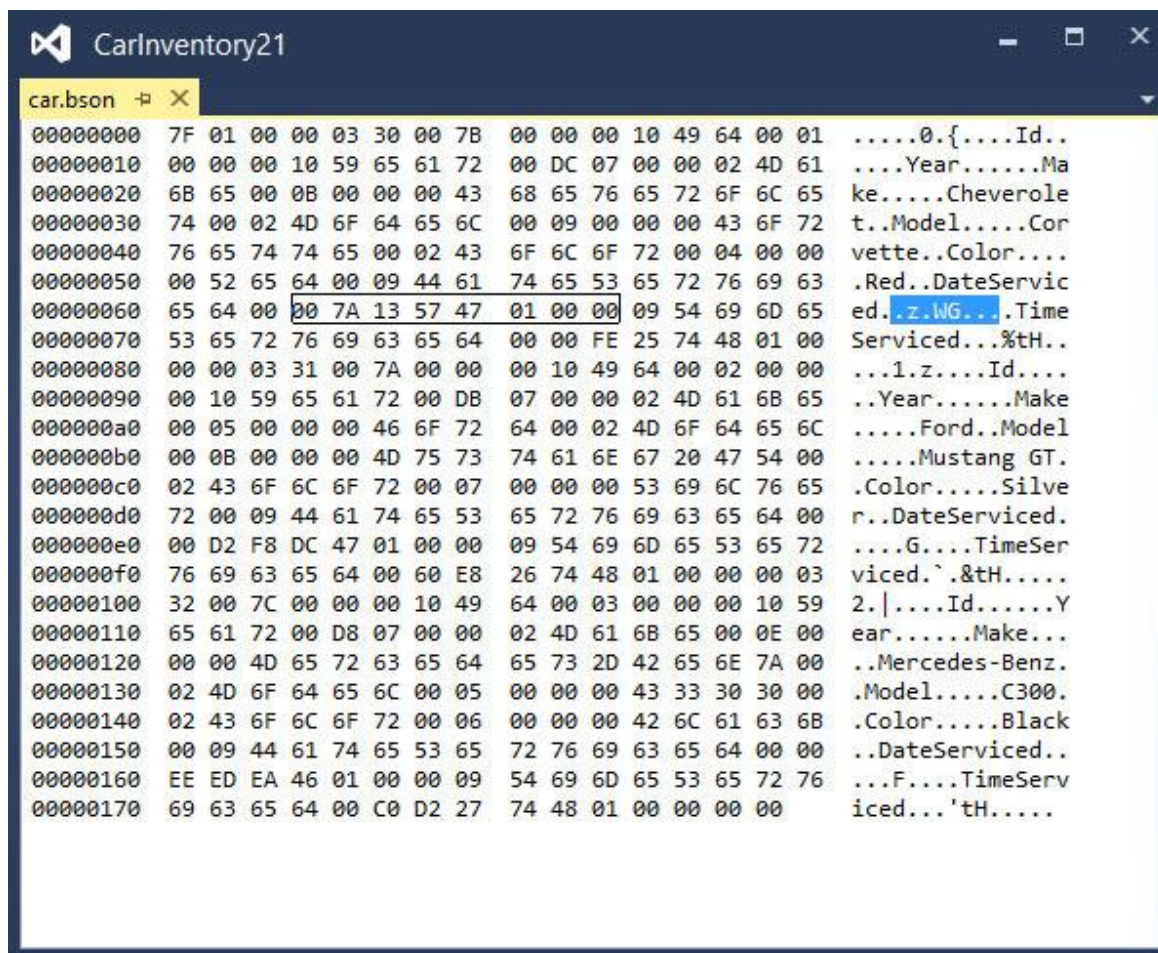 CarInventory21
car.bson
00000000 7F 01 00 00 03 30 00 7B 00 00 00 10 49 64 00 01 .....0.{....Id..
00000010 00 00 00 10 59 65 61 72 00 DC 07 00 00 02 4D 61 ....Year......Ma
00000020 6B 65 00 0B 00 00 00 43 68 65 76 65 72 6F 6C 65 ke.....Cheverole
00000030 74 00 02 4D 6F 64 65 6C 00 09 00 00 00 43 6F 72 t..Model.....Cor
00000040 76 65 74 74 65 00 02 43 6F 6C 6F 72 00 04 00 00 vette..Color....
00000050 00 52 65 64 00 09 44 61 74 65 53 65 72 76 69 63 .Red..DateServic
00000060 65 64 00 00 7A 13 57 47 01 00 00 09 54 69 6D 65 ed..z.WG....Time
00000070 53 65 72 76 69 63 65 64 00 00 FE 25 74 48 01 00 Serviced...%tH..
00000080 00 00 03 31 00 7A 00 00 00 10 49 64 00 02 00 00 ...1.z....Id....
00000090 00 10 59 65 61 72 00 DB 07 00 00 02 4D 61 6B 65 ..Year......Make
000000a0 00 05 00 00 00 46 6F 72 64 00 02 4D 6F 64 65 6C .....Ford..Model
000000b0 00 0B 00 00 00 4D 75 73 74 61 6E 67 20 47 54 00 .....Mustang GT.
000000c0 02 43 6F 6C 6F 72 00 07 00 00 00 53 69 6C 76 65 .Color.....Silve
000000d0 72 00 09 44 61 74 65 53 65 72 76 69 63 65 64 00 r..DateServiced.
000000e0 00 D2 F8 DC 47 01 00 00 09 54 69 6D 65 53 65 72 ....G....TimeSer
000000f0 76 69 63 65 64 00 60 E8 26 74 48 01 00 00 00 03 viced.`.&tH.....
00000100 32 00 7C 00 00 00 10 49 64 00 03 00 00 00 10 59 2.|....Id......Y
00000110 65 61 72 00 D8 07 00 00 02 4D 61 6B 65 00 0E 00 ear......Make...
00000120 00 00 4D 65 72 63 65 64 65 73 2D 42 65 6E 7A 00 ..Mercedes-Benz.
00000130 02 4D 6F 64 65 6C 00 05 00 00 00 43 33 30 30 00 .Model.....C300.
00000140 02 43 6F 6C 6F 72 00 06 00 00 00 42 6C 61 63 6B .Color.....Black
00000150 00 09 44 61 74 65 53 65 72 76 69 63 65 64 00 00 ..DateServiced..
00000160 EE ED EA 46 01 00 00 09 54 69 6D 65 53 65 72 76 ...F....TimeServ
00000170 69 63 65 64 00 C0 D2 27 74 48 01 00 00 00 00 iced...'tH.....